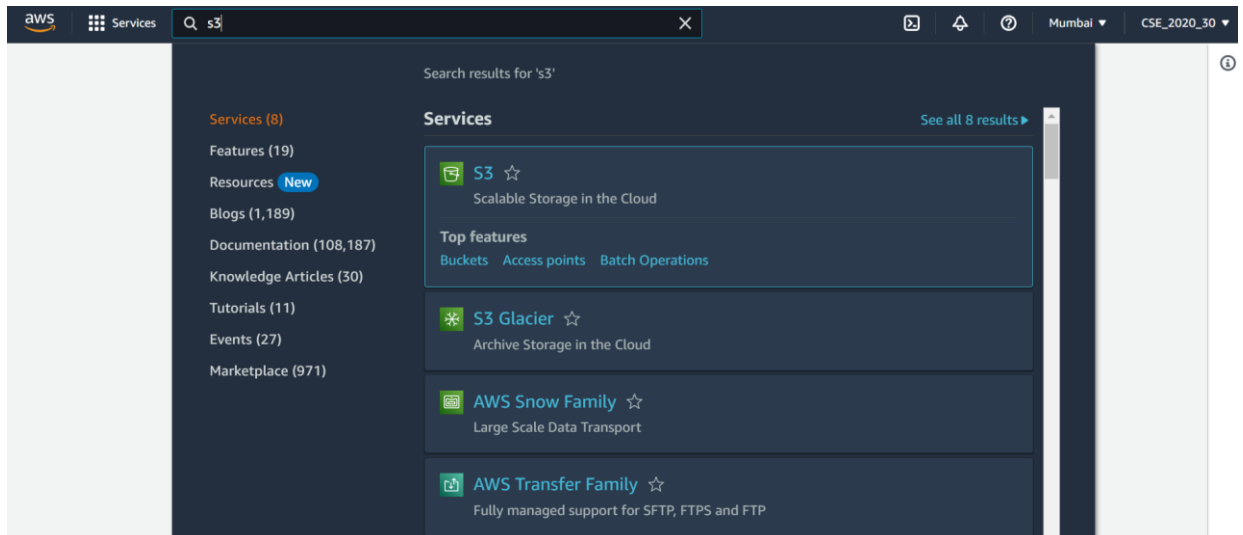 aws Services s3 Mumbai ▼ CSE_2020_30 ▼
Search results for 's3'
Services (8)
Features (19)
Resources New
Blogs (1,189)
Documentation (108,187)
Knowledge Articles (30)
Tutorials (11)
Events (27)
Marketplace (971)
Services See all 8 results ▶
S3
Scalable Storage in the Cloud
Top features
Buckets Access points Batch Operations
S3 Glacier
Archive Storage in the Cloud
AWS Snow Family
Large Scale Data Transport
AWS Transfer Family
Fully managed support for SFTP, FTPS and FTP